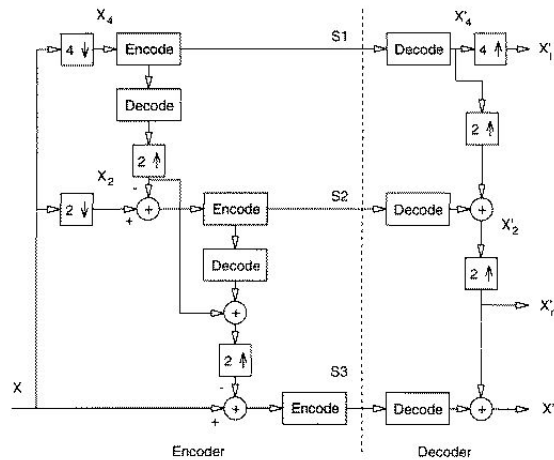 X4
X'4
S1
4
Encode
Decode
4
X'l
Decode
2
2
X2
S2
2
-
+
+
Encode
Decode
+
X'2
Decode
2
+
X'n
2
S3
X
-
+
+
Encode
Decode
+
X'
Encoder
Decoder